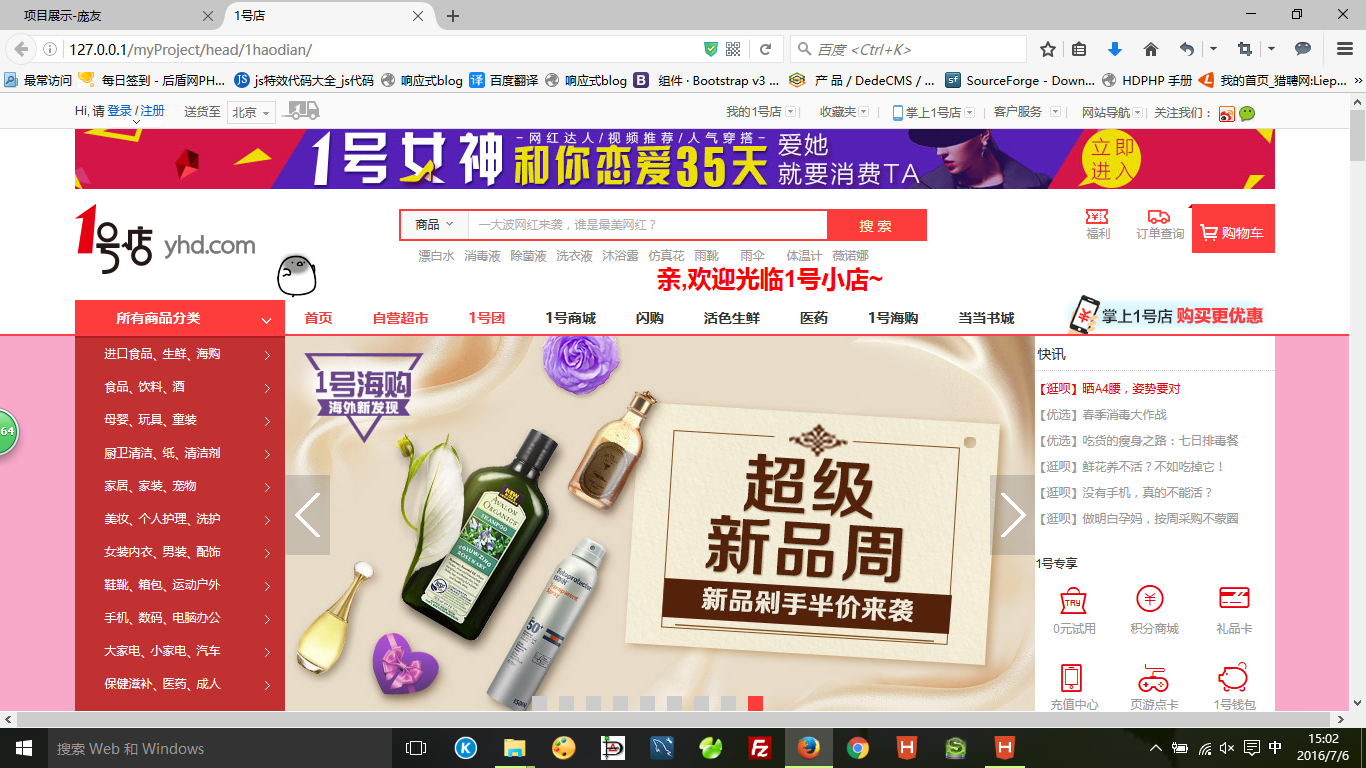 项目展示-庞友
1号店
127.0.0.1/myProject/head/1haodian/
百度 <Ctrl+K>
最常访问 每日签到 - 后盾网PH... js特效代码大全_js代码 响应式blog 百度翻译 响应式blog 组件 · Bootstrap v3 ... 产 品 / DedeCMS / ... SourceForge - Down... HDPHP 手册 我的首页_猎聘网:Liep...
Hi, 请 登录 / 注册 送货至 北京 我的1号店 收藏夹 掌上1号店 客户服务 网站导航 关注我们：
1号女神
网红达人/视频推荐/人气穿搭
和你恋爱35天
爱她
就要消费TA
立即
进入
1号店 yhd.com
商品 一大波网红来袭，谁是最美网红？ 搜 索
福利 订单查询 购物车
漂白水 消毒液 除菌液 洗衣液 沐浴露 仿真花 雨靴 雨伞 体温计 薇诺娜
亲,欢迎光临1号小店~
所有商品分类 首页 自营超市 1号团 1号商城 闪购 活色生鲜 医药 1号海购 当当书城 掌上1号店 购买更优惠
进口食品、生鲜、海购
食品、饮料、酒
母婴、玩具、童装
厨卫清洁、纸、清洁剂
家居、家装、宠物
美妆、个人护理、洗护
女装内衣、男装、配饰
鞋靴、箱包、运动户外
手机、数码、电脑办公
大家电、小家电、汽车
保健滋补、医药、成人
64
1号海购
海外新发现
NEW
AVALON
ORGANICS
SHAMPOO
VOLUMIZING
ROSEMARY
50+
超级
新品周
新品剁手半价来袭
快讯
【逛呗】晒A4腰，姿势要对
【优选】春季消毒大作战
【优选】吃货的瘦身之路：七日排毒餐
【逛呗】鲜花养不活？不如吃掉它！
【逛呗】没有手机，真的不能活？
【逛呗】做明白孕妈，按周采购不蒙圈
1号专享
TRY
0元试用 积分商城 礼品卡
充值中心 页游点卡 1号钱包
搜索 Web 和 Windows
中
15:02
2016/7/6